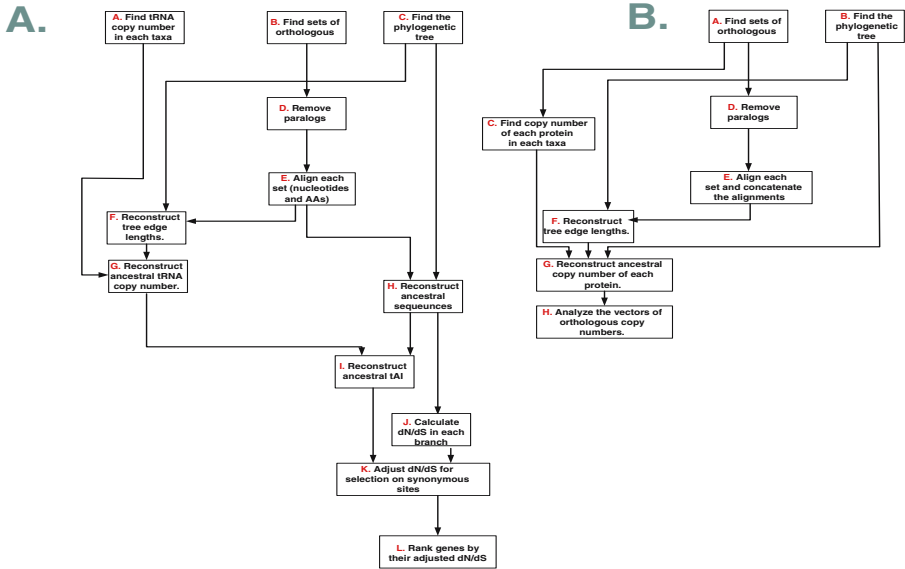 A.
A. Find tRNA
copy number
in each taxa
B. Find sets of
orthologous
C. Find the
phylogenetic
tree
D. Remove
paralogs
E. Align each
set (nucleotides
and AAs)
F. Reconstruct
tree edge
lengths.
G. Reconstruct
ancestral tRNA
copy number.
H. Reconstruct
ancestral
sequeunces
I. Reconstruct
ancestral tAI
J. Calculate
dN/dS in each
branch
K. Adjust dN/dS for
selection on synonymous
sites
L. Rank genes by
their adjusted dN/dS
B.
A. Find sets of
orthologous
B. Find the
phylogenetic
tree
C. Find copy number
of each protein
in each taxa
D. Remove
paralogs
E. Align each
set and concatenate
the alignments
F. Reconstruct
tree edge lengths.
G. Reconstruct ancestral
copy number of each
protein.
H. Analyze the vectors of
orthologous copy
numbers.